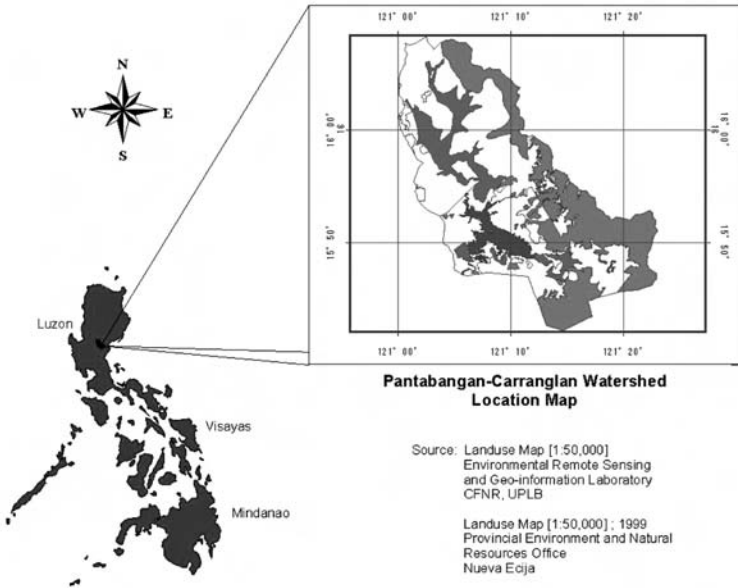 N
W E
S
Luzon
Visayas
Mindanao
121° 00' 121° 10' 121° 20'
16° 00' 16° 00'
15° 50' 15° 50'
121° 00' 121° 10' 121° 20'
Pantabangan-Carranglan Watershed
Location Map
Source: Landuse Map [1:50,000]
Environmental Remote Sensing
and Geo-information Laboratory
CFNR, UPLB
Landuse Map [1:50,000] ; 1999
Provincial Environment and Natural
Resources Office
Nueva Ecija